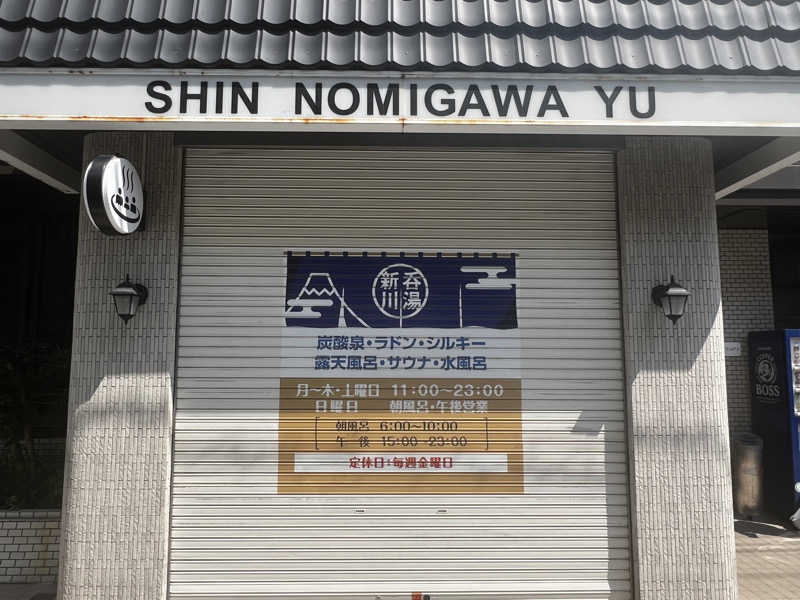 SHIN NOMIGAWA YU
新呑
川湯
炭酸泉・ラドン・シルキー
露天風呂・サウナ・水風呂
月～木・土曜日 11:00～23:00
日曜日 朝風呂・午後営業
朝風呂 6:00～10:00
午後 15:00～23:00
定休日:毎週金曜日
BOSS